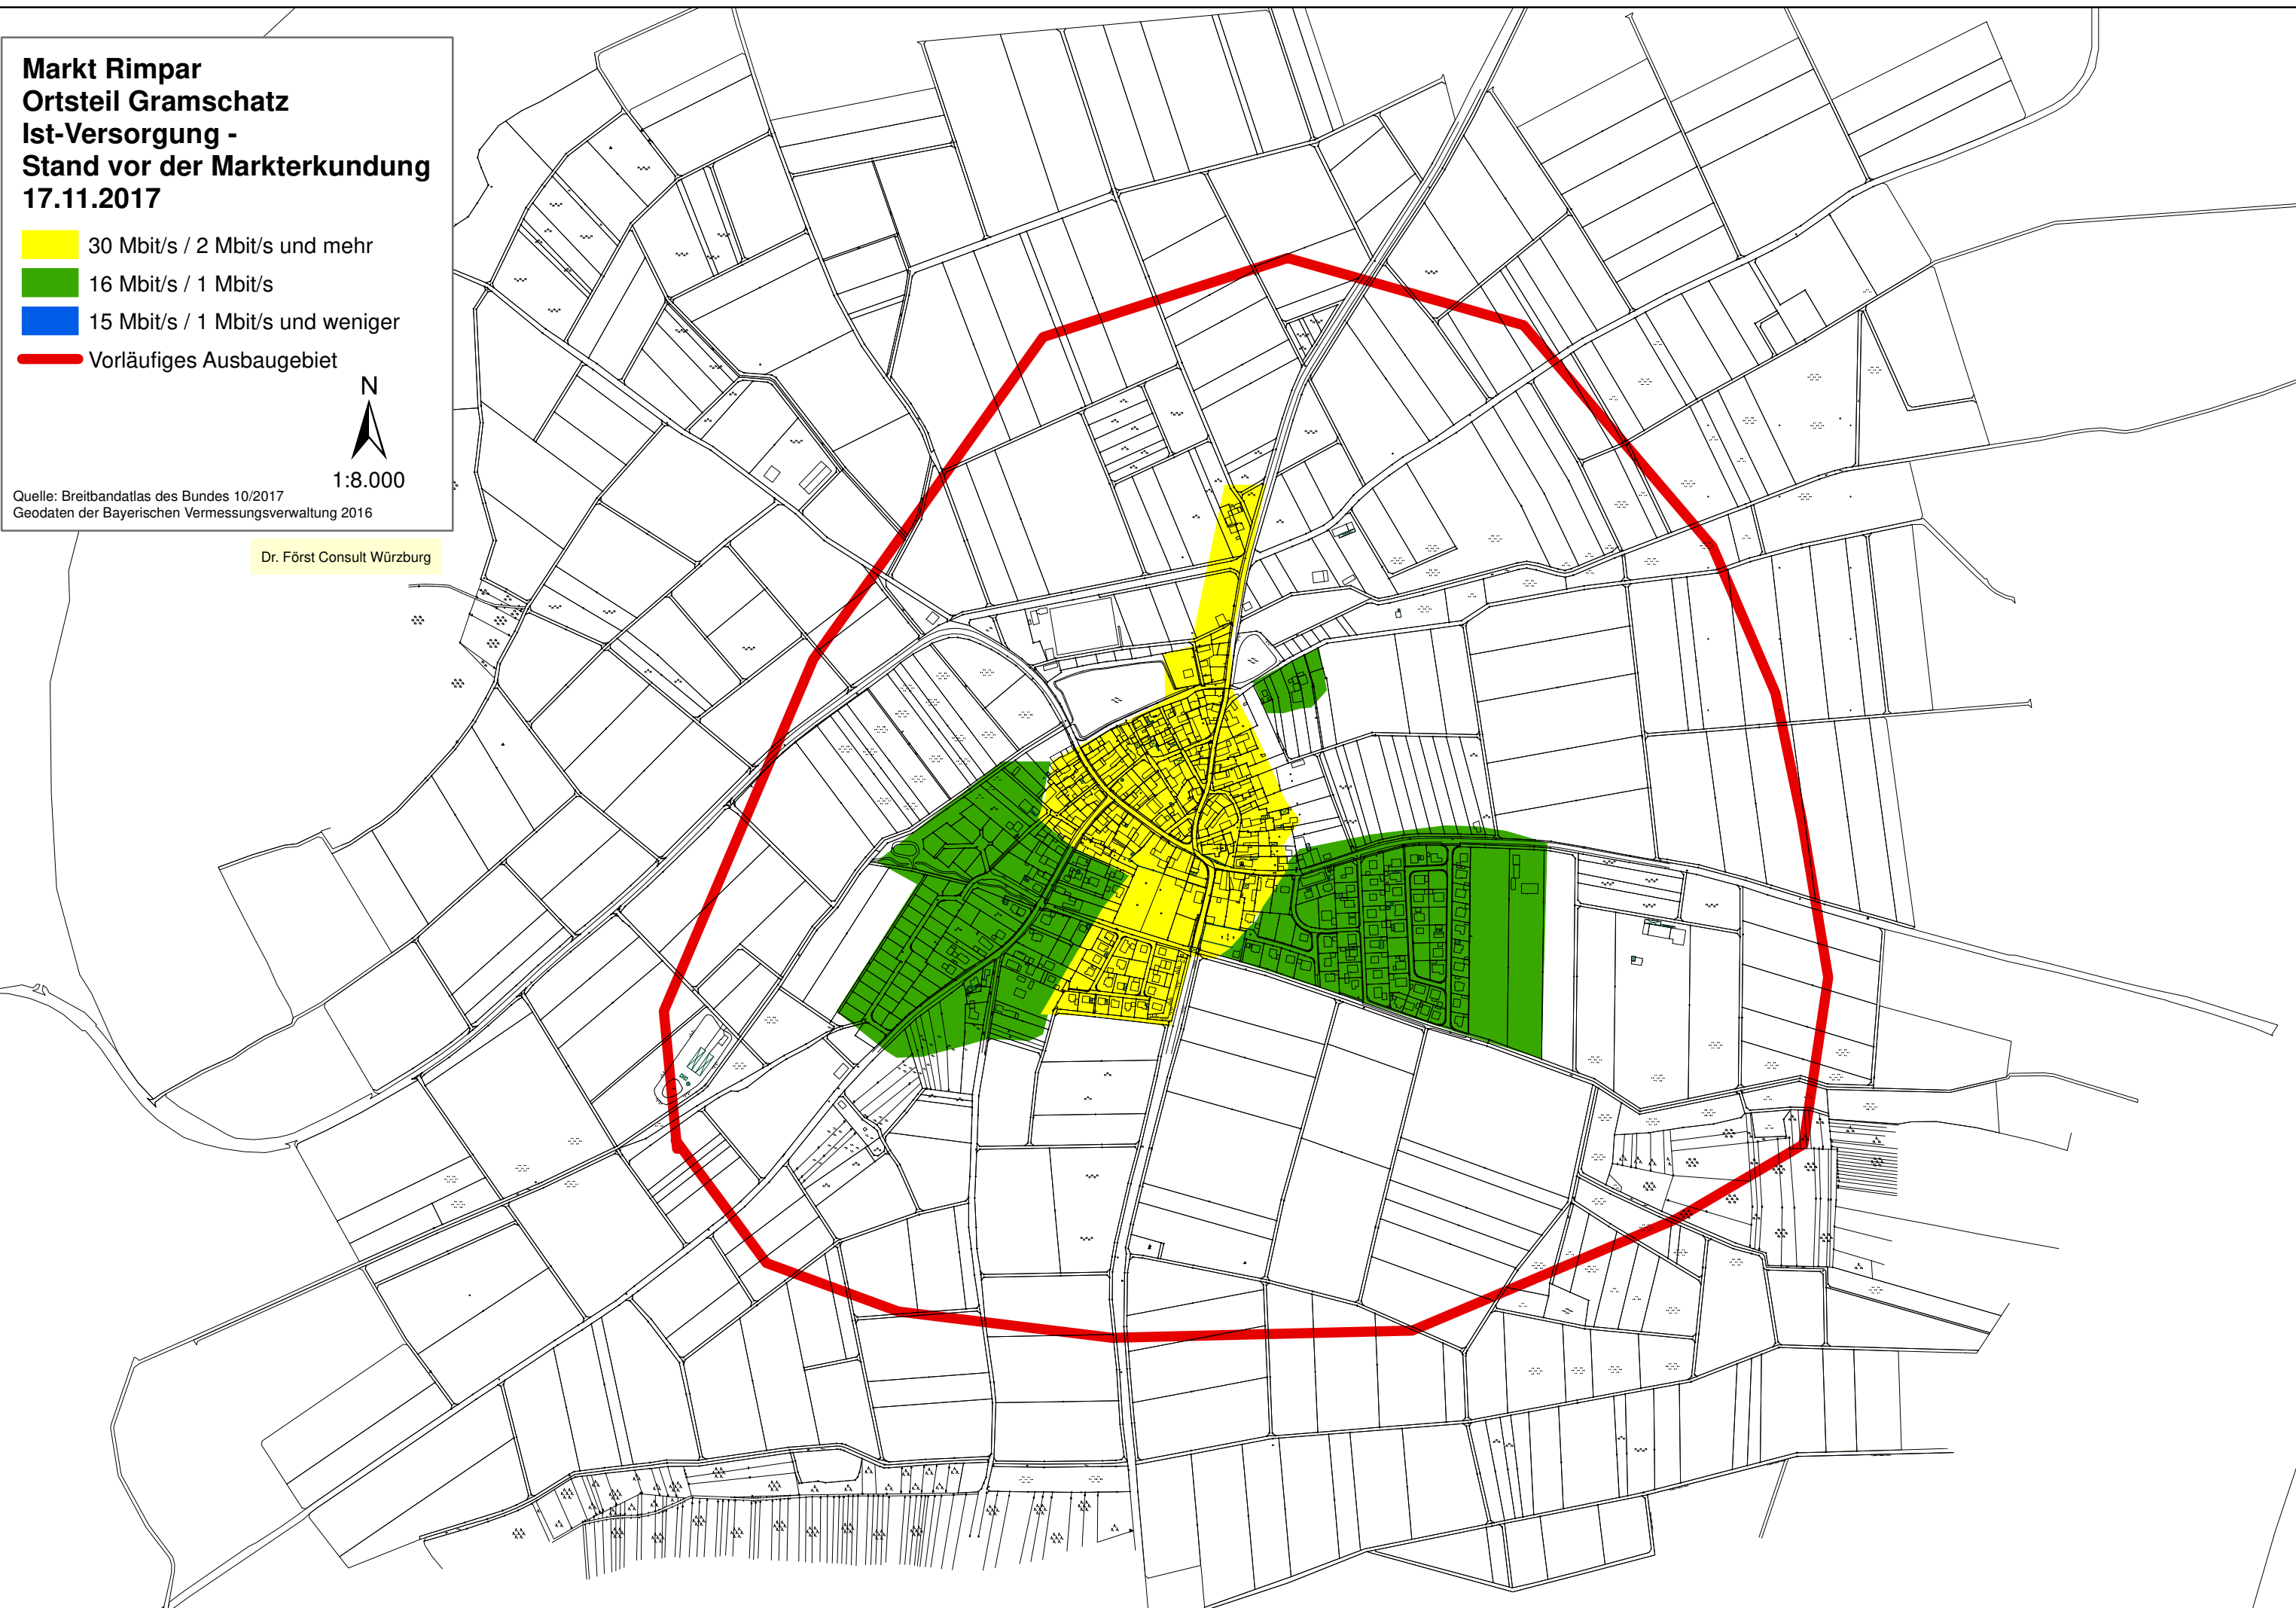 Markt Rimpar
Ortsteil Gramschatz
Ist-Versorgung -
Stand vor der Markterkundung
17.11.2017
30 Mbit/s / 2 Mbit/s und mehr
16 Mbit/s / 1 Mbit/s
15 Mbit/s / 1 Mbit/s und weniger
Vorläufiges Ausbaugebiet
N
1:8.000
Quelle: Breitbandatlas des Bundes 10/2017
Geodaten der Bayerischen Vermessungsverwaltung 2016
Dr. Först Consult Würzburg